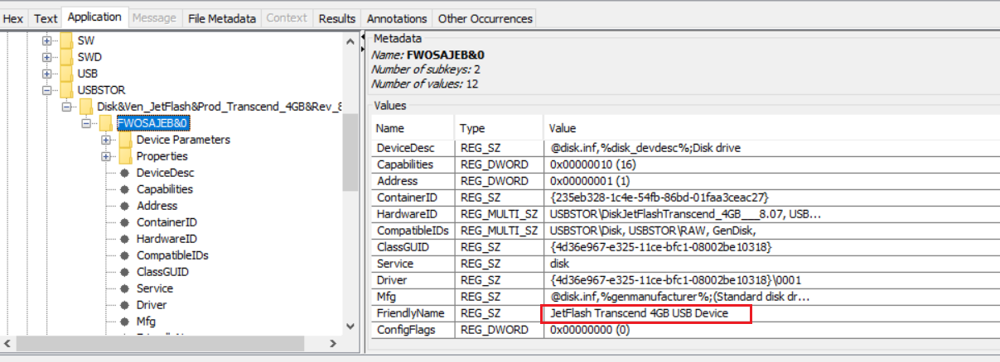 Hex Text Application Message File Metadata Context Results Annotations Other Occurrences
SW
SWD
USB
USBSTOR
Disk&Ven_JetFlash&Prod_Transcend_4GB&Rev_8
FWOSAJEB&0
Device Parameters
Properties
DeviceDesc
Capabilities
Address
ContainerID
HardwareID
CompatibleIDs
ClassGUID
Service
Driver
Mfg
Metadata
Name: FWOSAJEB&0
Number of subkeys: 2
Number of values: 12
Values
Name Type Value
DeviceDesc REG_SZ @disk.inf,%disk_devdesc%;Disk drive
Capabilities REG_DWORD 0x00000010 (16)
Address REG_DWORD 0x00000001 (1)
ContainerID REG_SZ {235eb328-1c4e-54fb-86bd-01faa3ceac27}
HardwareID REG_MULTI_SZ USBSTOR\DiskJetFlashTranscend_4GB___8.07, USB...
CompatibleIDs REG_MULTI_SZ USBSTOR\Disk, USBSTOR\RAW, GenDisk,
ClassGUID REG_SZ {4d36e967-e325-11ce-bfc1-08002be10318}
Service REG_SZ disk
Driver REG_SZ {4d36e967-e325-11ce-bfc1-08002be10318}\0001
Mfg REG_SZ @disk.inf,%genmanufacturer%;(Standard disk dr...
FriendlyName REG_SZ JetFlash Transcend 4GB USB Device
ConfigFlags REG_DWORD 0x00000000 (0)